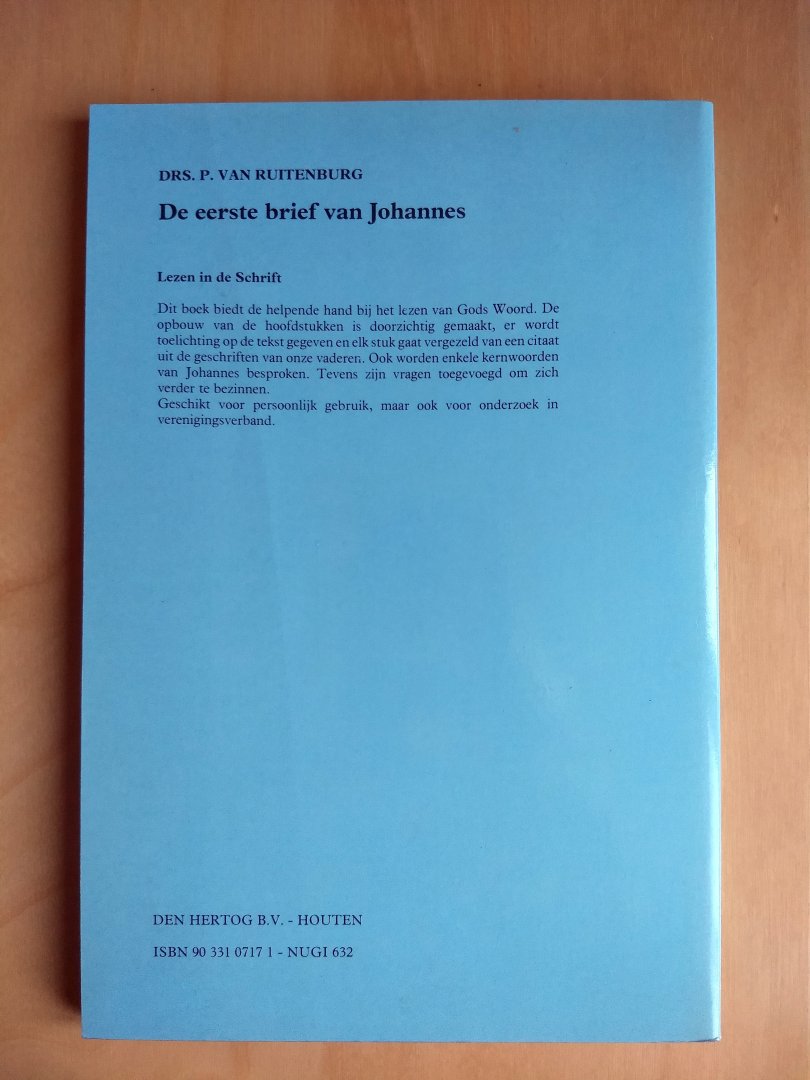 DRS. P. VAN RUITENBURG
De eerste brief van Johannes
Lezen in de Schrift
Dit boek biedt de helpende hand bij het lezen van Gods Woord. De
opbouw van de hoofdstukken is doorzichtig gemaakt, er wordt
toelichting op de tekst gegeven en elk stuk gaat vergezeld van een citaat
uit de geschriften van onze vaderen. Ook worden enkele kernwoorden
van Johannes besproken. Tevens zijn vragen toegevoegd om zich
verder te bezinnen.
Geschikt voor persoonlijk gebruik, maar ook voor onderzoek in
verenigingsverband.
DEN HERTOG B.V. - HOUTEN
ISBN 90 331 0717 1 - NUGI 632